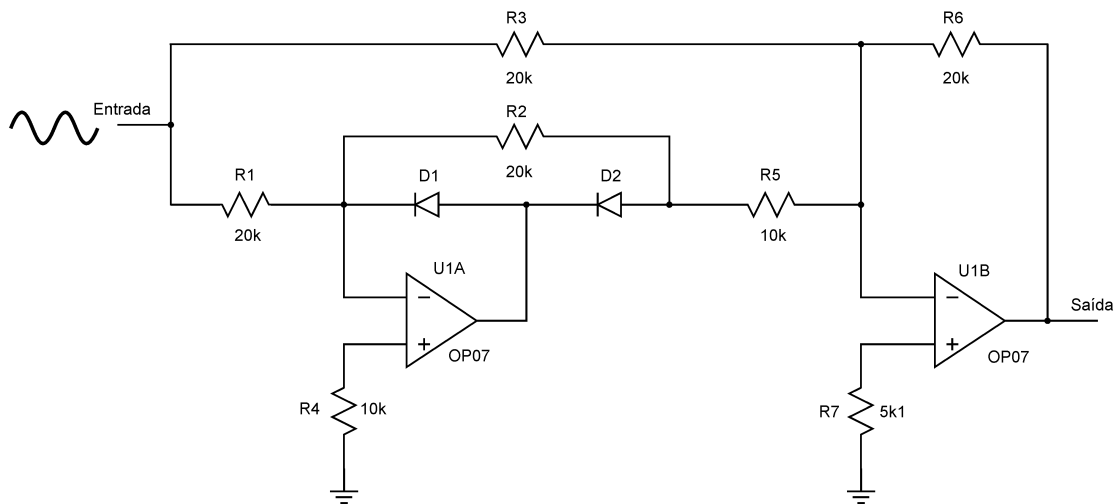 R3
R6
20k
20k
Entrada
R2
R1
D1
20k
D2
R5
20k
10k
U1A
U1B
−
−
Saída
+
OP07
+
OP07
R4
10k
R7
5k1